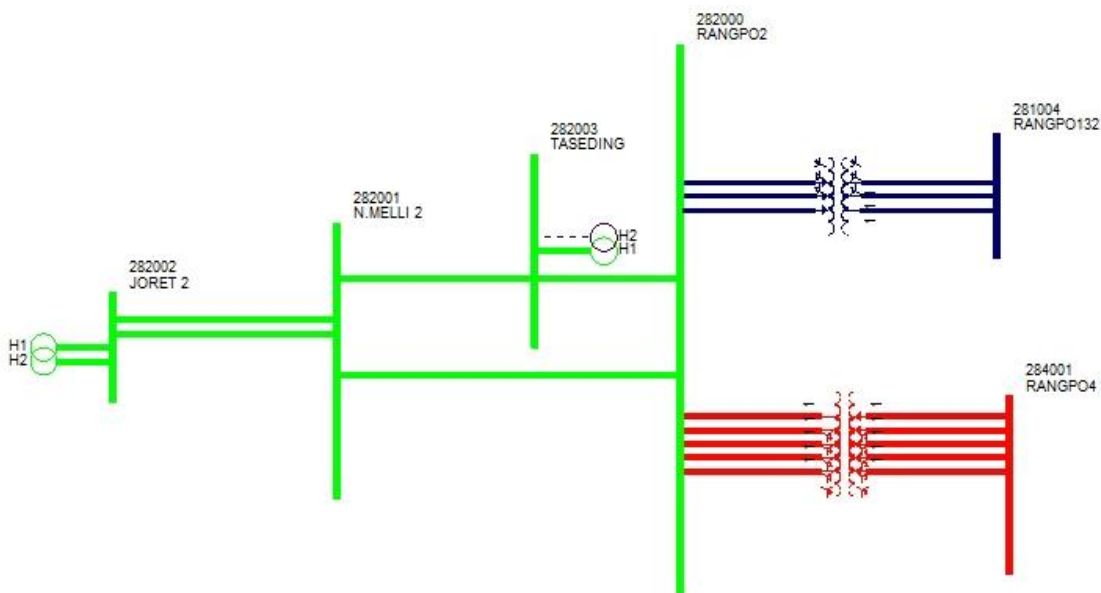 282000
RANGPO2
281004
RANGPO132
282003
TASEDING
282001
N.MELLI 2
H2
H1
282002
JORET 2
H1
H2
284001
RANGPO4